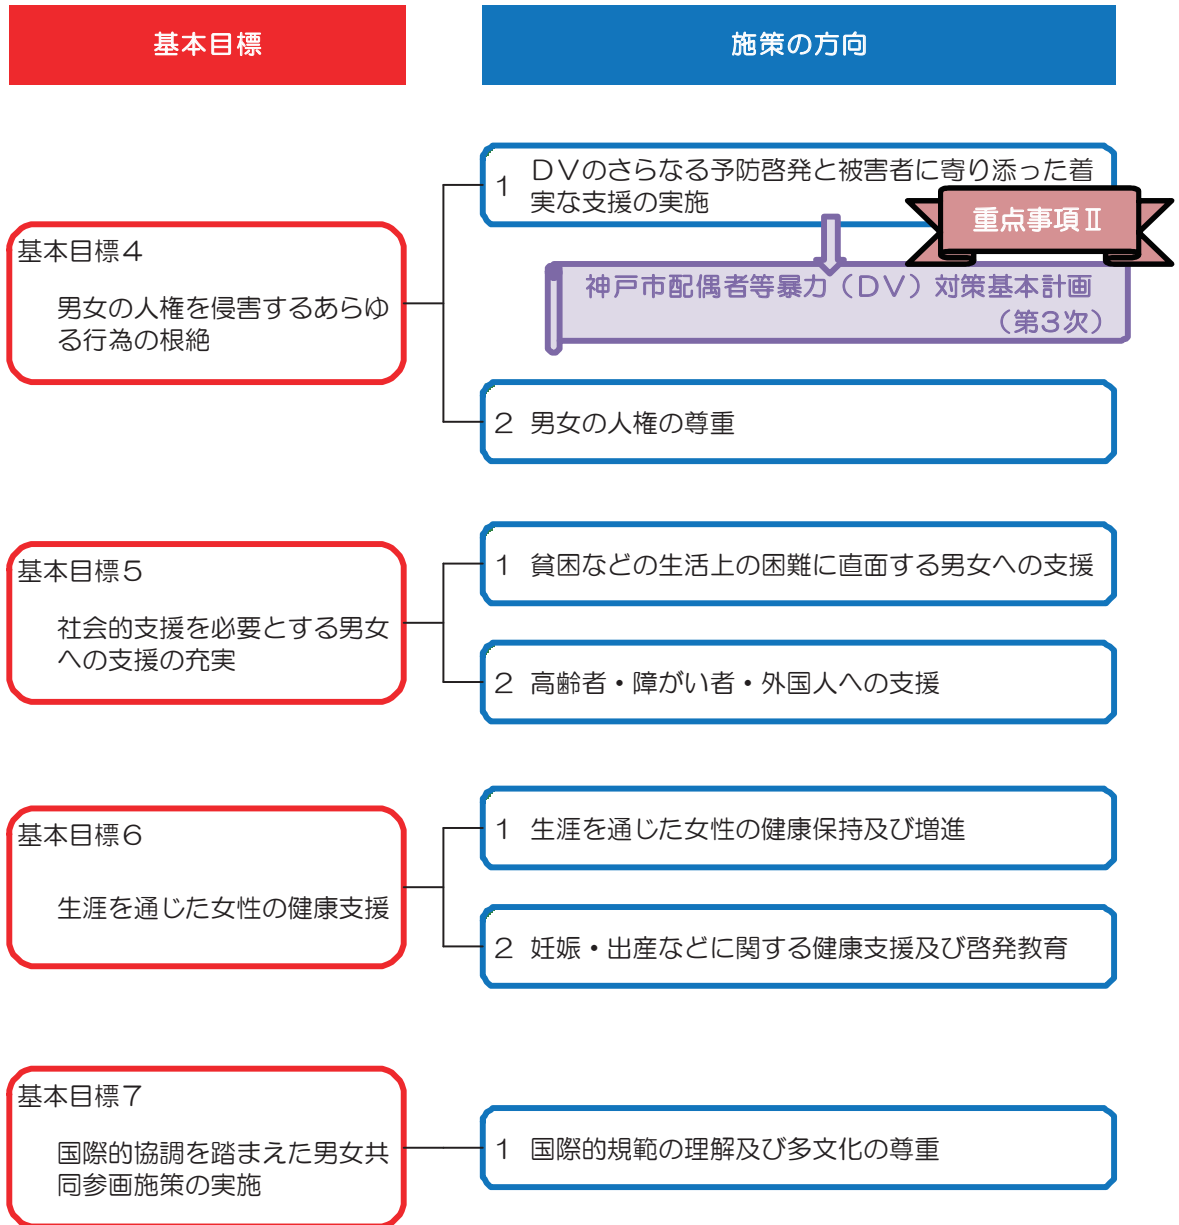 基本目標
施策の方向
基本目標4
男女の人権を侵害するあらゆ
る行為の根絶
1 DVのさらなる予防啓発と被害者に寄り添った着
実な支援の実施
重点事項Ⅱ
神戸市配偶者等暴力（DV）対策基本計画
（第3次）
2 男女の人権の尊重
基本目標5
社会的支援を必要とする男女
への支援の充実
1 貧困などの生活上の困難に直面する男女への支援
2 高齢者・障がい者・外国人への支援
基本目標6
生涯を通じた女性の健康支援
1 生涯を通じた女性の健康保持及び増進
2 妊娠・出産などに関する健康支援及び啓発教育
基本目標7
国際的協調を踏まえた男女共
同参画施策の実施
1 国際的規範の理解及び多文化の尊重